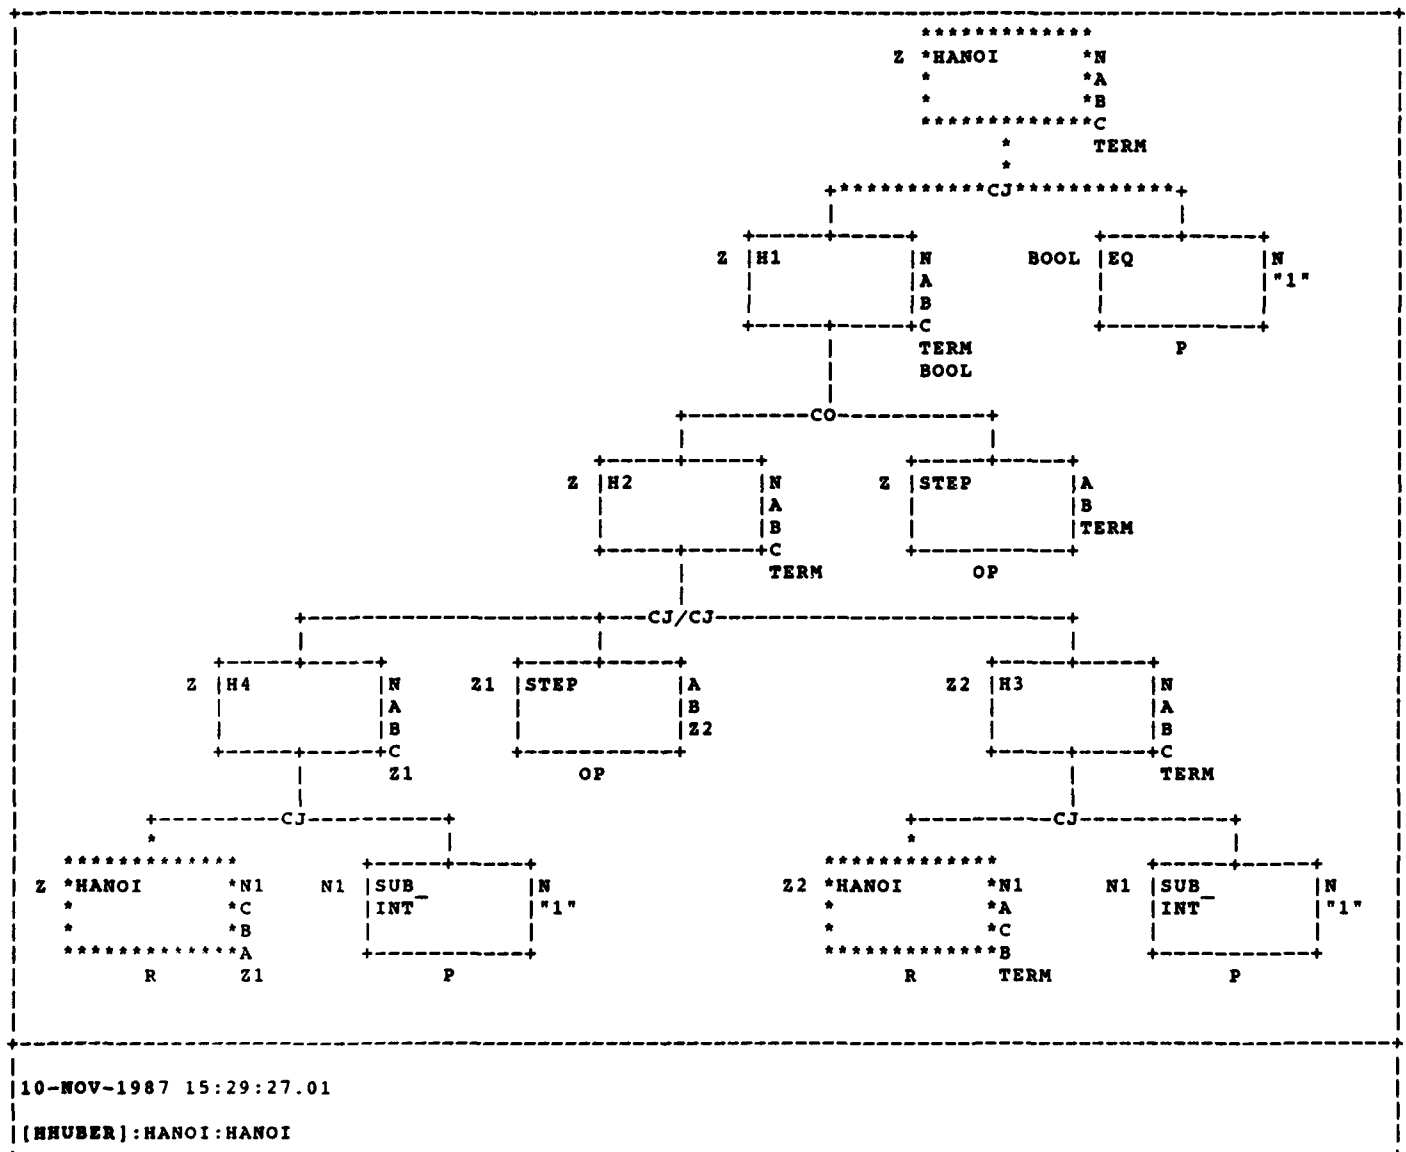 Z *HANOI *N
*A
*B
*C
TERM
CJ
Z H1 N
A
B
C
TERM
BOOL
BOOL EQ N
"1"
P
CO
Z H2 N
A
B
C
TERM
Z STEP A
B
TERM
OP
CJ/CJ
Z H4 N
A
B
C
Z1
Z1 STEP A
B
Z2
OP
Z2 H3 N
A
B
C
TERM
CJ
CJ
Z *HANOI *N1
*C
*B
*A
R Z1
N1 SUB_ N
INT "1"
P
Z2 *HANOI *N1
*A
*C
*B
R TERM
N1 SUB_ N
INT "1"
P
10-NOV-1987 15:29:27.01
[HHUBER]:HANOI:HANOI